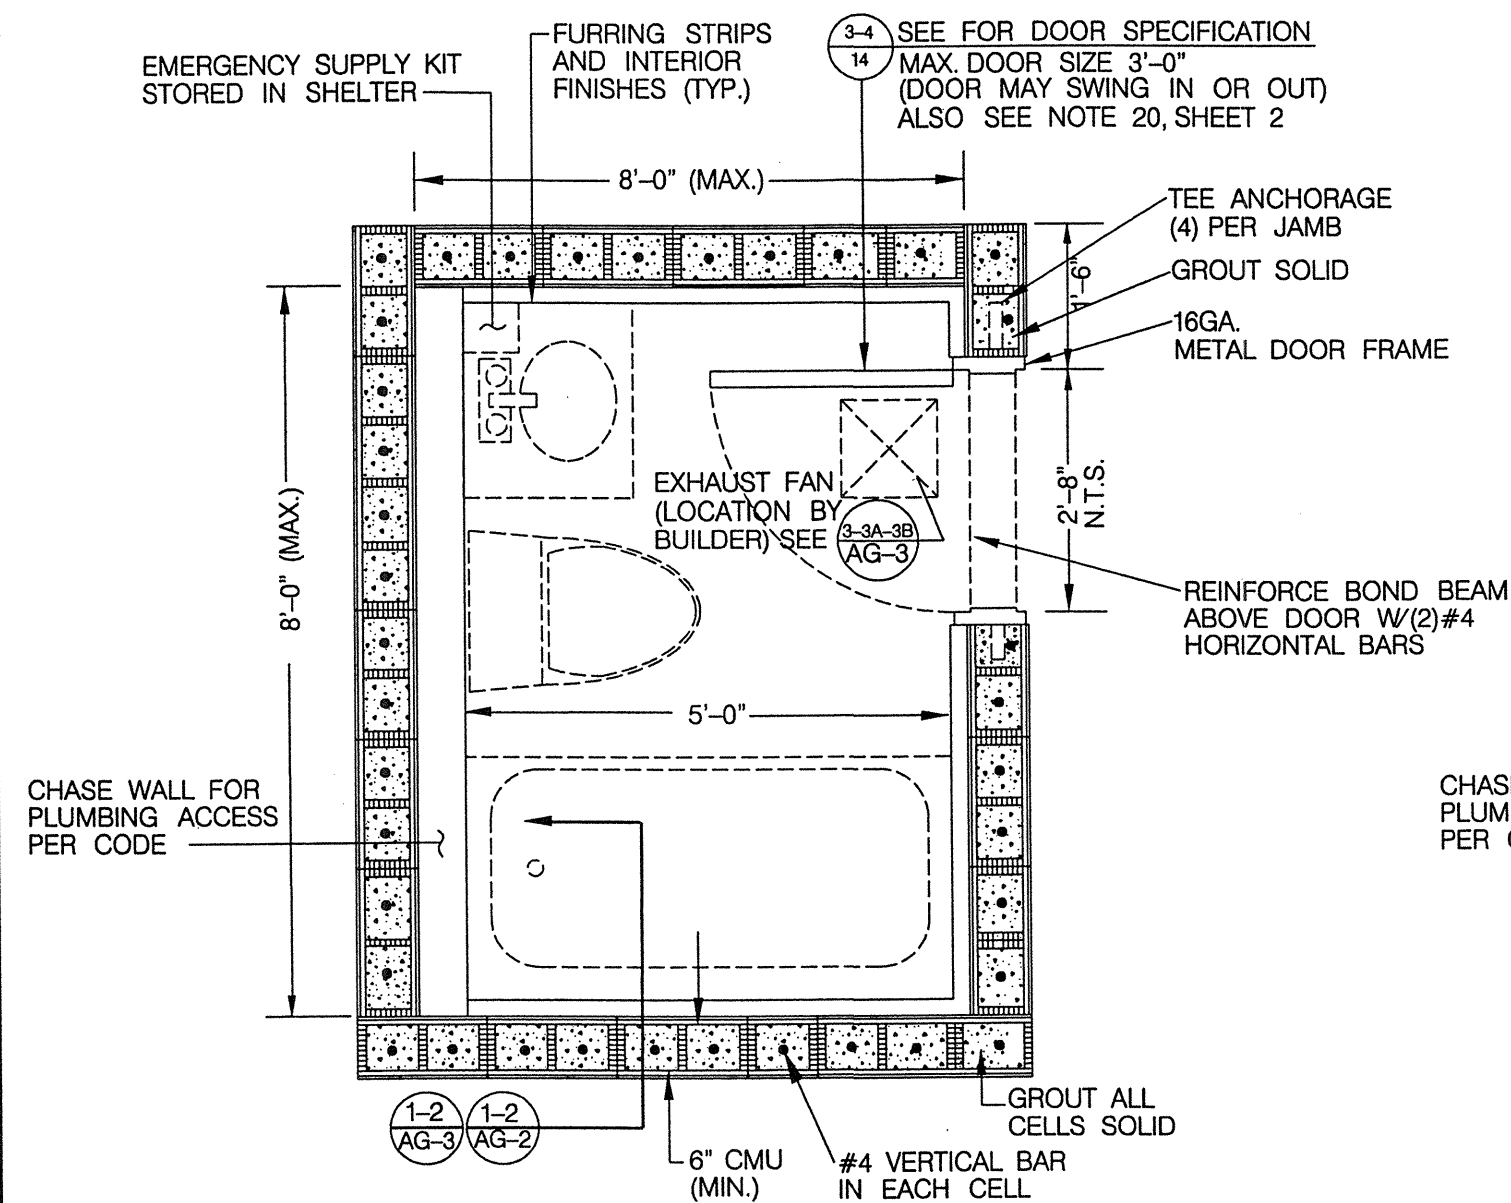 EMERGENCY SUPPLY KIT
STORED IN SHELTER
FURRING STRIPS
AND INTERIOR
FINISHES (TYP.)
3-4
14
SEE FOR DOOR SPECIFICATION
MAX. DOOR SIZE 3'-0"
(DOOR MAY SWING IN OR OUT)
ALSO SEE NOTE 20, SHEET 2
8'-0" (MAX.)
TEE ANCHORAGE
(4) PER JAMB
GROUT SOLID
1'-6"
16GA.
METAL DOOR FRAME
8'-0" (MAX.)
EXHAUST FAN
(LOCATION BY
BUILDER) SEE
3-3A-3B
AG-3
2'-8"
N.T.S.
REINFORCE BOND BEAM
ABOVE DOOR W/(2)#4
HORIZONTAL BARS
5'-0"
CHASE WALL FOR
PLUMBING ACCESS
PER CODE
CHAS
PLUM
PER
1-2
AG-3
1-2
AG-2
6" CMU
(MIN.)
#4 VERTICAL BAR
IN EACH CELL
GROUT ALL
CELLS SOLID